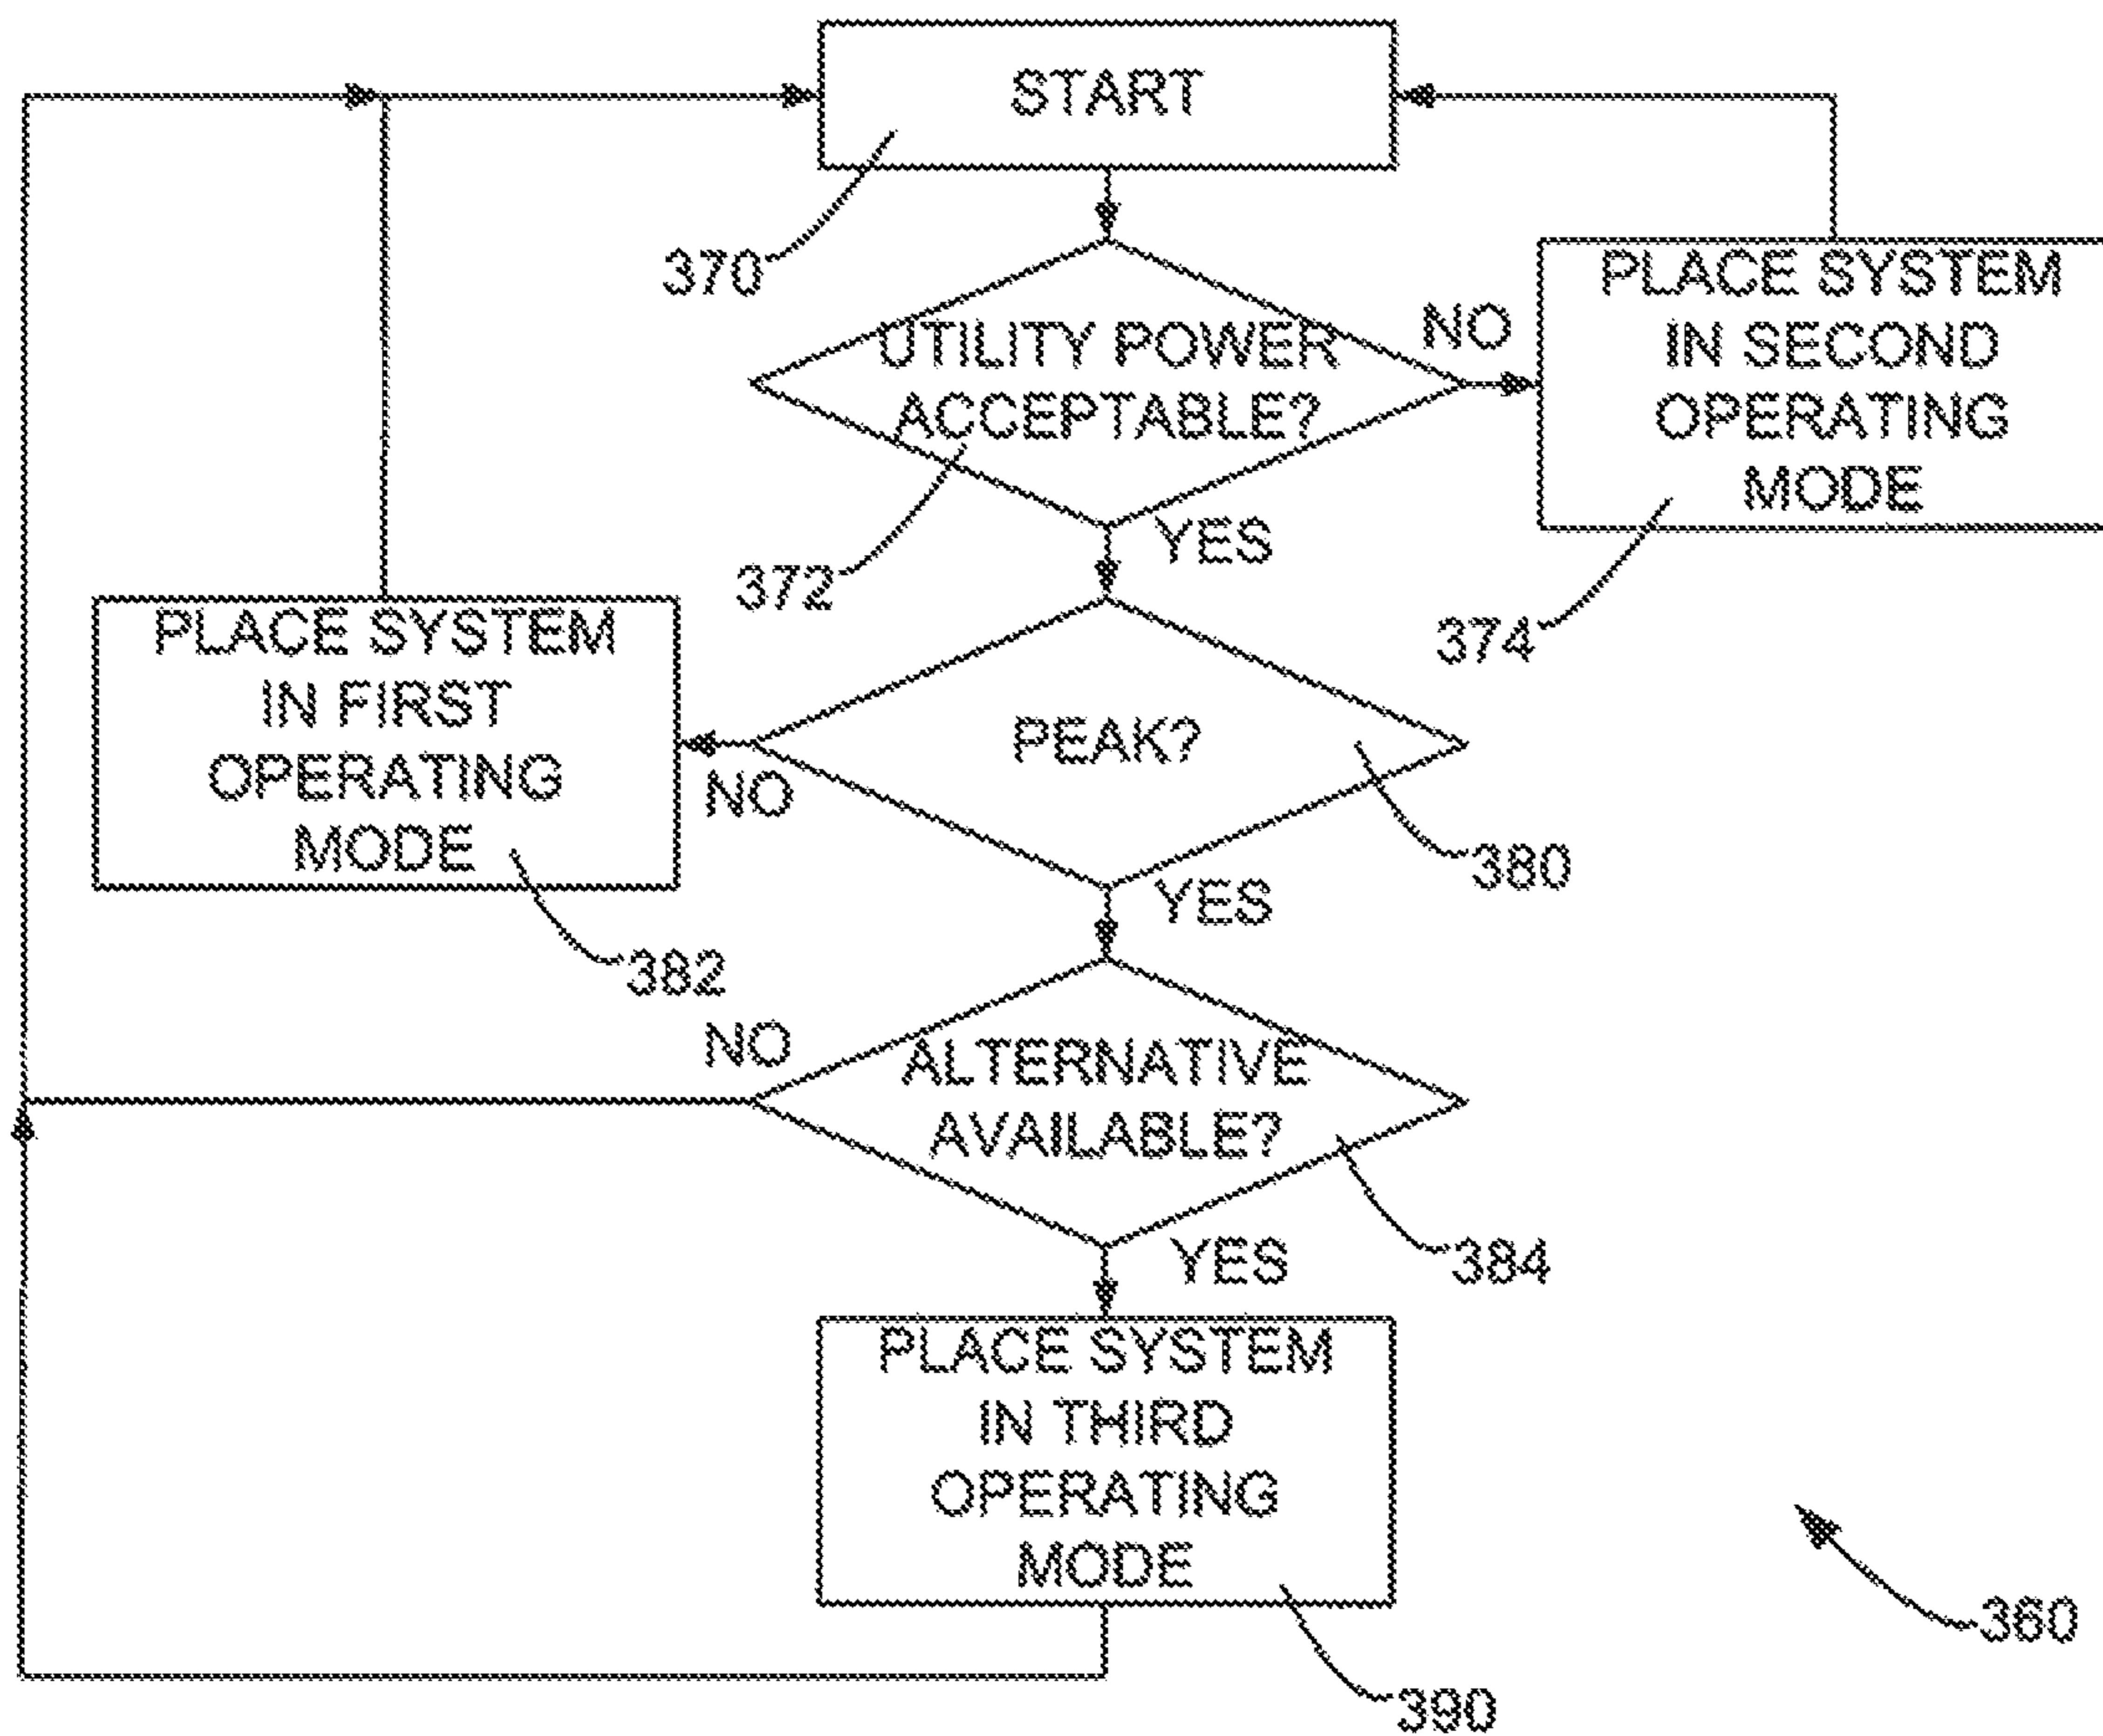 START
370
UTILITY POWER
ACCEPTABLE?
372
NO
PLACE SYSTEM
IN SECOND
OPERATING
MODE
374
YES
PEAK?
380
NO
PLACE SYSTEM
IN FIRST
OPERATING
MODE
382
YES
ALTERNATIVE
AVAILABLE?
384
NO
YES
PLACE SYSTEM
IN THIRD
OPERATING
MODE
390
360